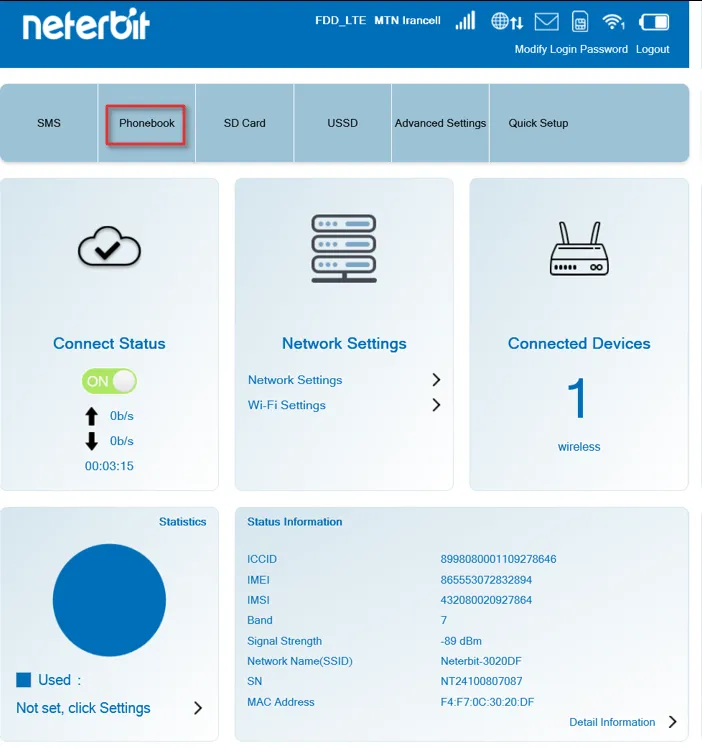 neterbit
FDD_LTE MTN Irancell
1
Modify Login Password Logout
SMS
Phonebook
SD Card
USSD
Advanced Settings
Quick Setup
Connect Status
ON
0b/s
0b/s
00:03:15
Network Settings
Network Settings
Wi-Fi Settings
Connected Devices
1
wireless
Statistics
Used :
Not set, click Settings
Status Information
ICCID 8998080001109278646
IMEI 865553072832894
IMSI 432080020927864
Band 7
Signal Strength -89 dBm
Network Name(SSID) Neterbit-3020DF
SN NT24100807087
MAC Address F4:F7:0C:30:20:DF
Detail Information